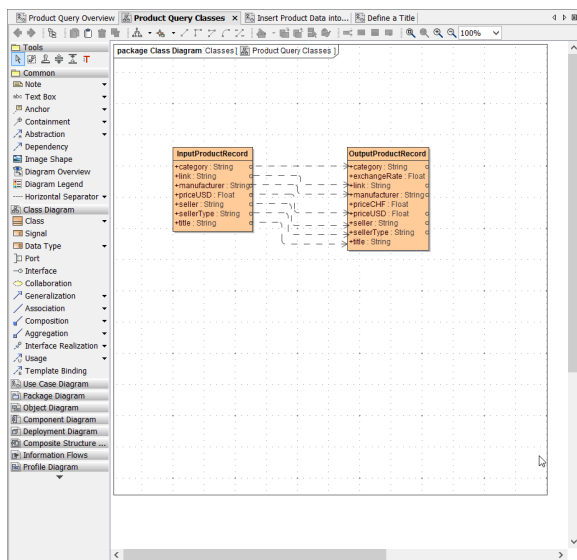 Product Query Overview
Product Query Classes
Insert Product Data into...
Define a Title
100%
Tools
Common
Note
abc Text Box
Anchor
Containment
Abstraction
Dependency
Image Shape
Diagram Overview
Diagram Legend
Horizontal Separator
Class Diagram
Class
Signal
Data Type
Port
Interface
Collaboration
Generalization
Association
Composition
Aggregation
Interface Realization
Usage
Template Binding
Use Case Diagram
Package Diagram
Object Diagram
Component Diagram
Deployment Diagram
Composite Structure ...
Information Flows
Profile Diagram
package Class Diagram Classes[ Product Query Classes ]
InputProductRecord
+category : String
+link : String
+manufacturer : String
+priceUSD : Float
+seller : String
+sellerType : String
+title : String
OutputProductRecord
+category : String
+exchangeRate : Float
+link : String
+manufacturer : String
+priceCHF : Float
+priceUSD : Float
+seller : String
+sellerType : String
+title : String